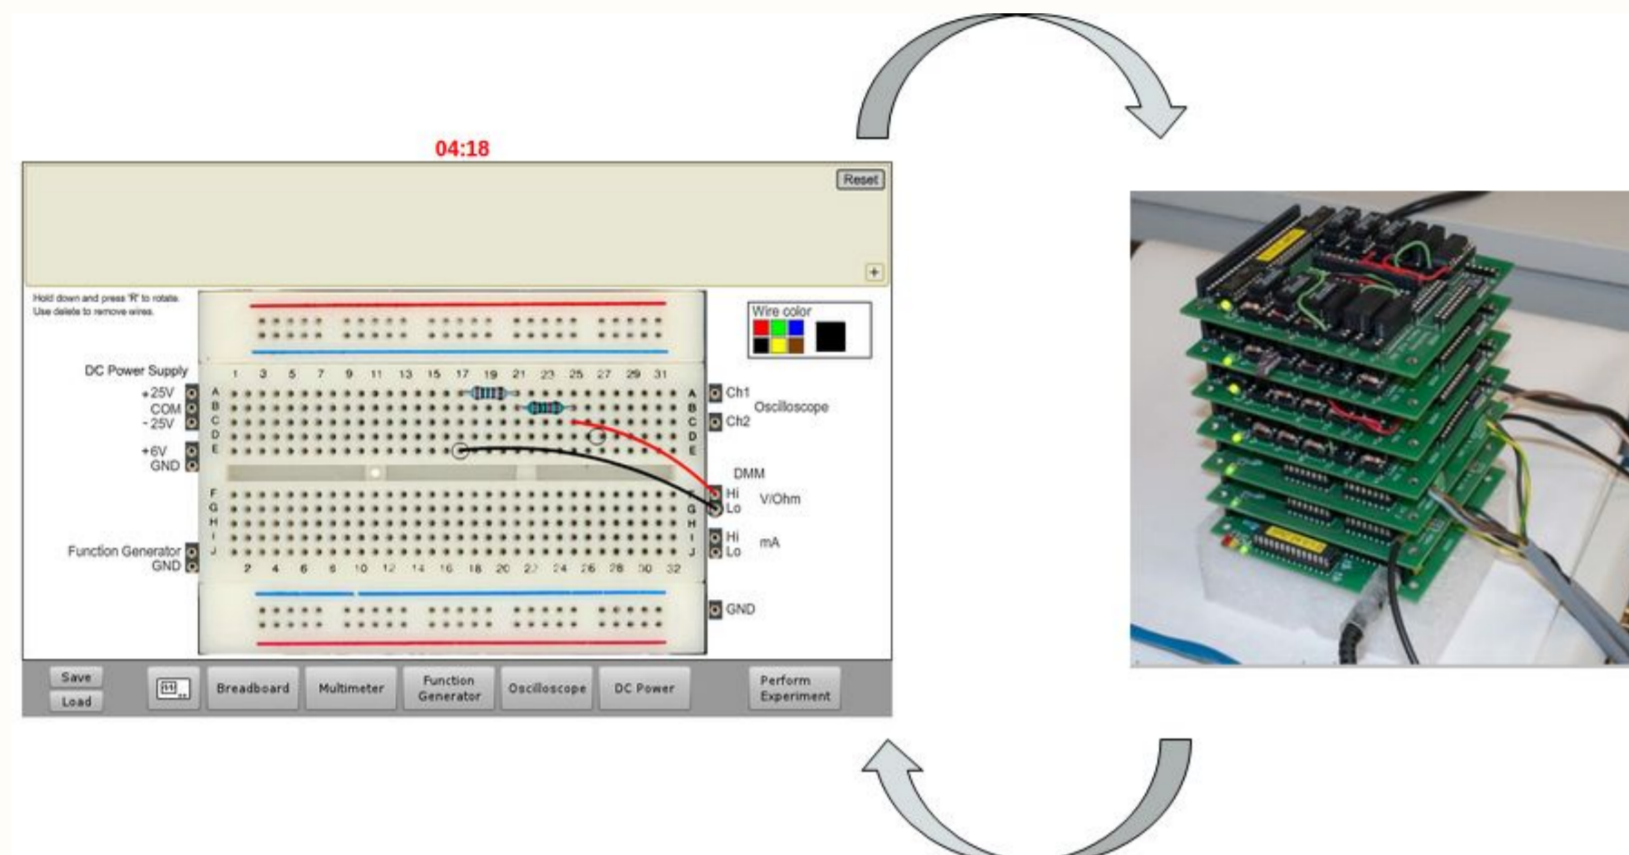 04:18
Reset
+
Hold down and press 'R' to rotate.
Use delete to remove wires.
Wire color
DC Power Supply
+25V
COM
-25V
+6V
GND
Function Generator
GND
1 3 5 7 9 11 13 15 17 19 21 23 25 27 29 31
A A
B B
C C
D D
E E
F F
G G
H H
I I
J J
2 4 6 8 10 12 14 16 18 20 22 24 26 28 30 32
Ch1
Oscilloscope
Ch2
DMM
Hi
V/Ohm
Lo
Hi
mA
Lo
GND
Save
Load
Breadboard
Multimeter
Function
Generator
Oscilloscope
DC Power
Perform
Experiment